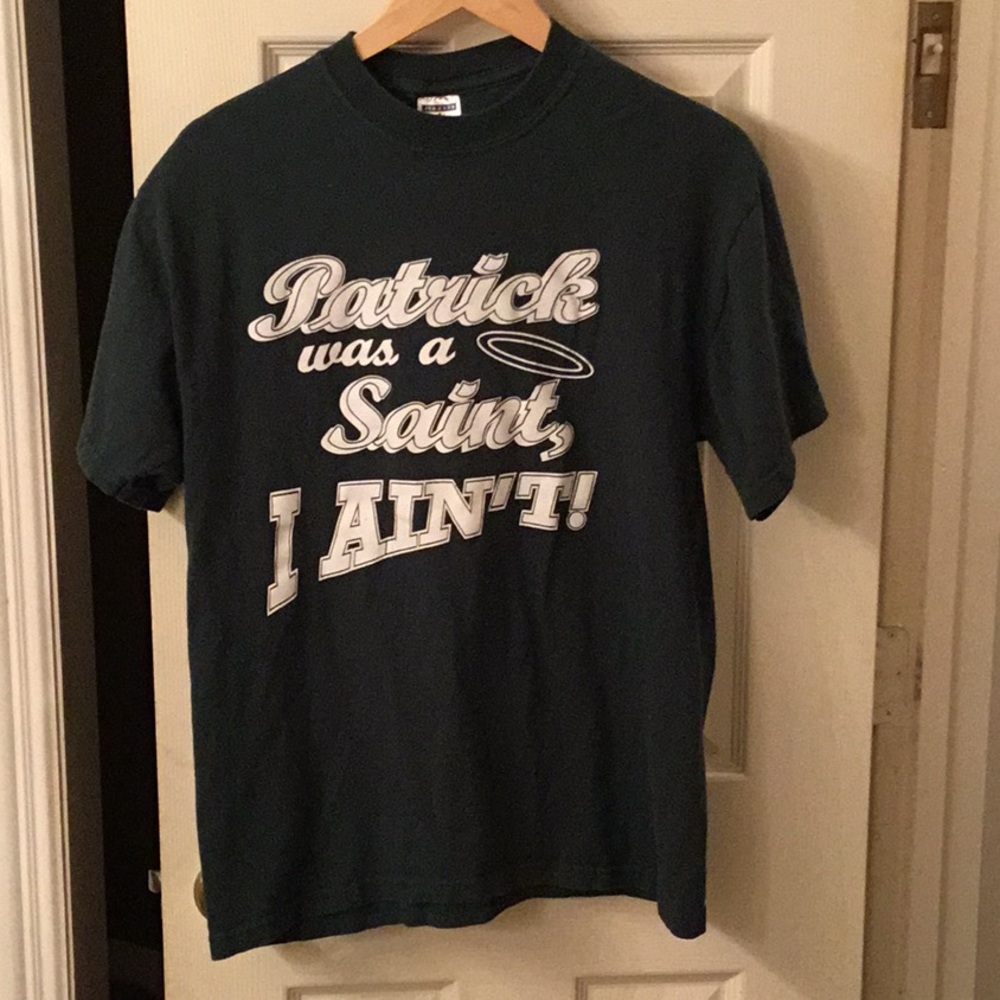 Patrick
was a
Saint,
I AIN'T!